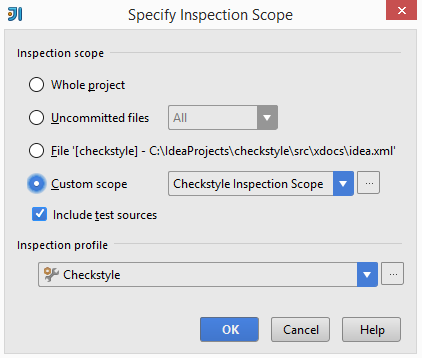 Specify Inspection Scope
Inspection scope
Whole project
Uncommitted files All
File '[checkstyle] - C:\IdeaProjects\checkstyle\src\xdocs\idea.xml'
Custom scope Checkstyle Inspection Scope ...
Include test sources
Inspection profile
Checkstyle ...
OK Cancel Help